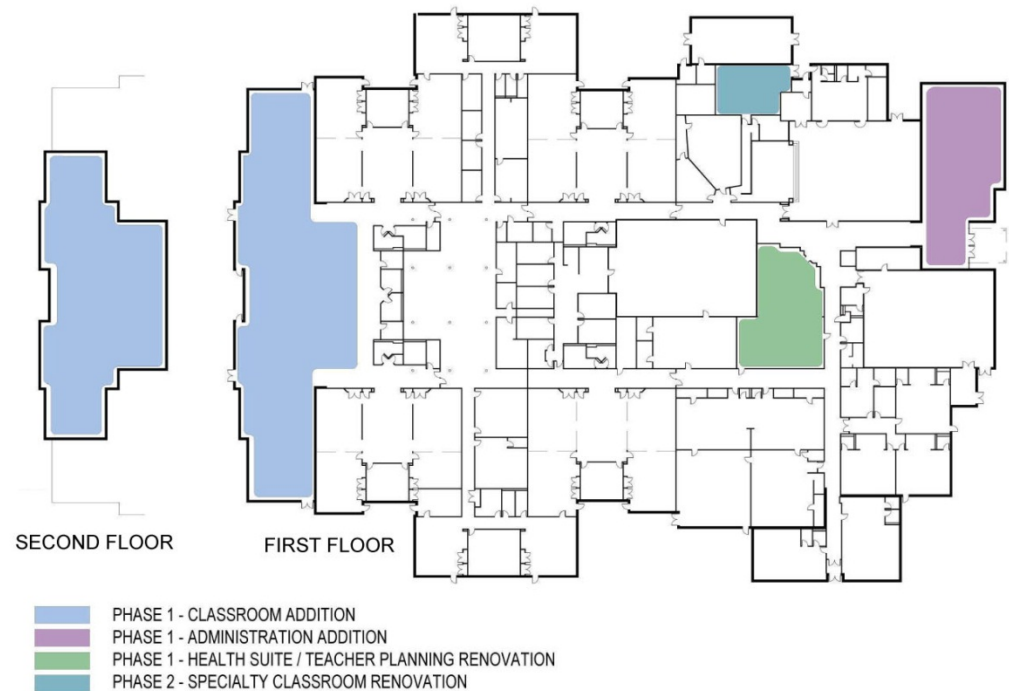 SECOND FLOOR
FIRST FLOOR
PHASE 1 - CLASSROOM ADDITION
PHASE 1 - ADMINISTRATION ADDITION
PHASE 1 - HEALTH SUITE / TEACHER PLANNING RENOVATION
PHASE 2 - SPECIALTY CLASSROOM RENOVATION